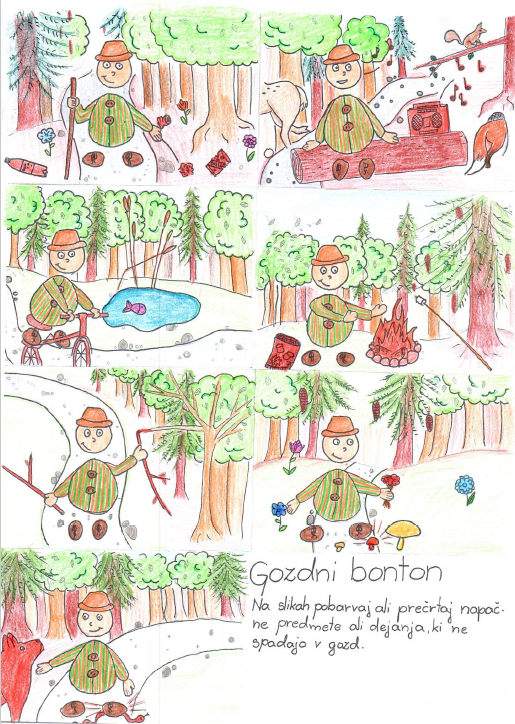 Gozdni bonton
Na slikah pobarvaj ali prečrtaj napač-
ne predmete ali dejanja, ki ne
spadajo v gozd.